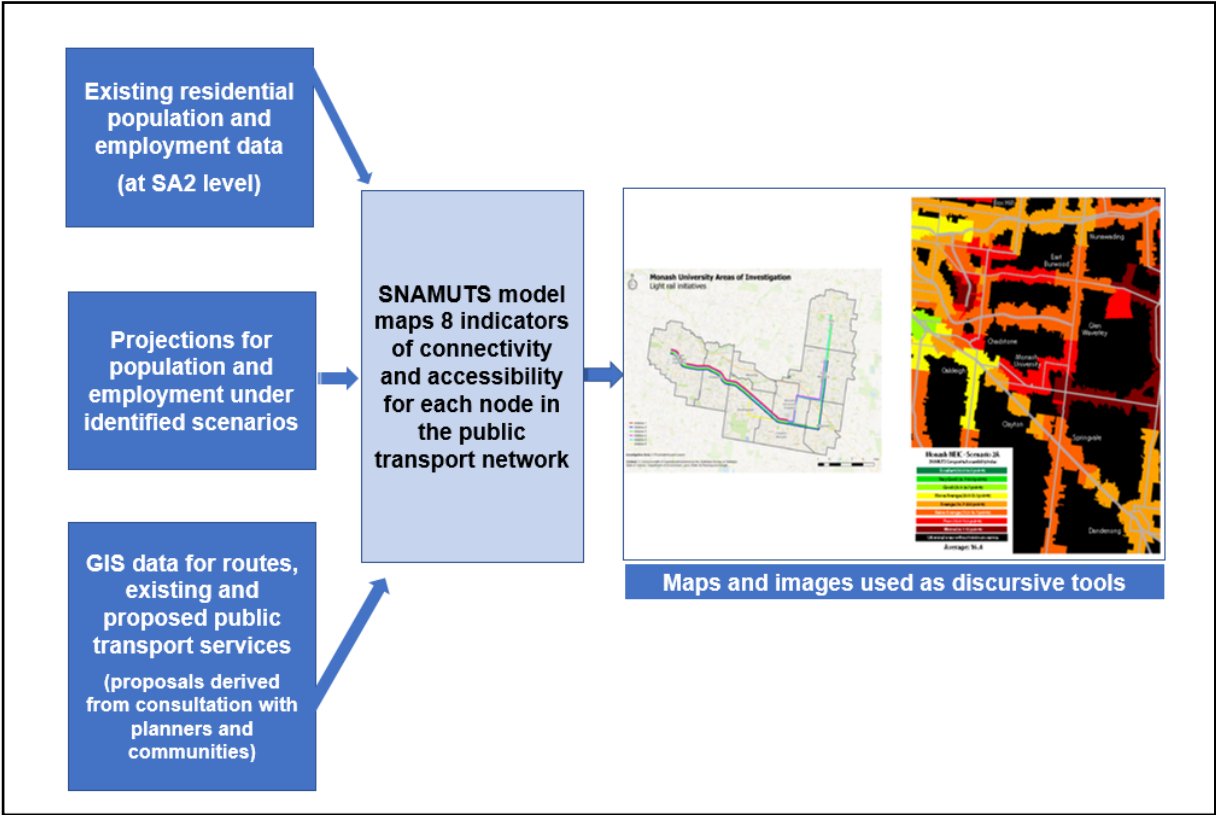 Existing residential
population and
employment data
(at SA2 level)
Projections for
population and
employment under
identified scenarios
GIS data for routes,
existing and
proposed public
transport services
(proposals derived
from consultation with
planners and
communities)
SNAMUTS model
maps 8 indicators
of connectivity
and accessibility
for each node in
the public
transport network
Monash University Areas of Investigation
Light rail initiatives
Box Hill
Nunawading
East
Burwood
Glen
Waverley
Chadstone
Monash
University
Oakleigh
Clayton
Springvale
Dandenong
Monash NEIC - Scenario 2A
Average: 16.4
Maps and images used as discursive tools